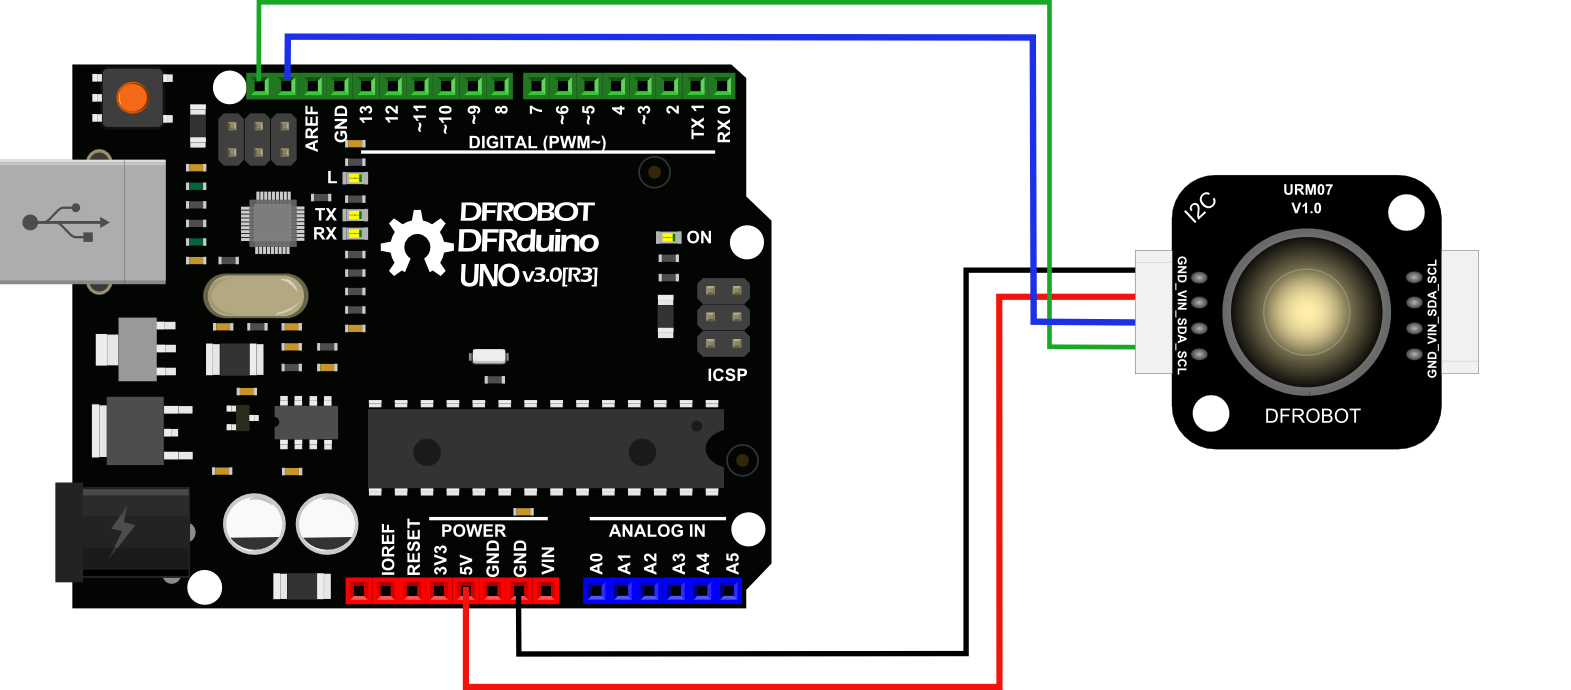 AREF
GND
13
12
~11
~10
~9
8
7
~6
~5
4
~3
2
TX 1
RX 0
DIGITAL (PWM~)
L
TX
RX
DFROBOT
DFRduino
UNO v3.0[R3]
ON
ICSP
IOREF
RESET
3V3
5V
GND
GND
VIN
POWER
ANALOG IN
A0
A1
A2
A3
A4
A5
I2C
URM07
V1.0
GND_VIN_SDA_SCL
GND_VIN_SDA_SCL
DFROBOT